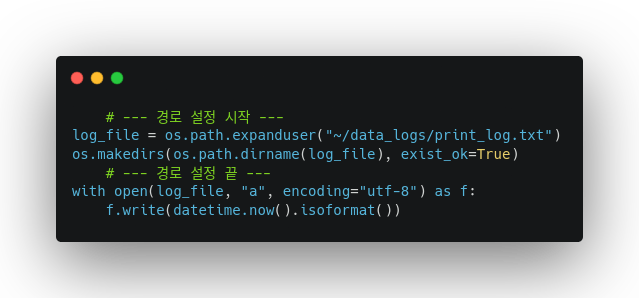 # --- 경로 설정 시작 ---
log_file = os.path.expanduser("~/data_logs/print_log.txt")
os.makedirs(os.path.dirname(log_file), exist_ok=True)
    # --- 경로 설정 끝 ---
with open(log_file, "a", encoding="utf-8") as f:
    f.write(datetime.now().isoformat())